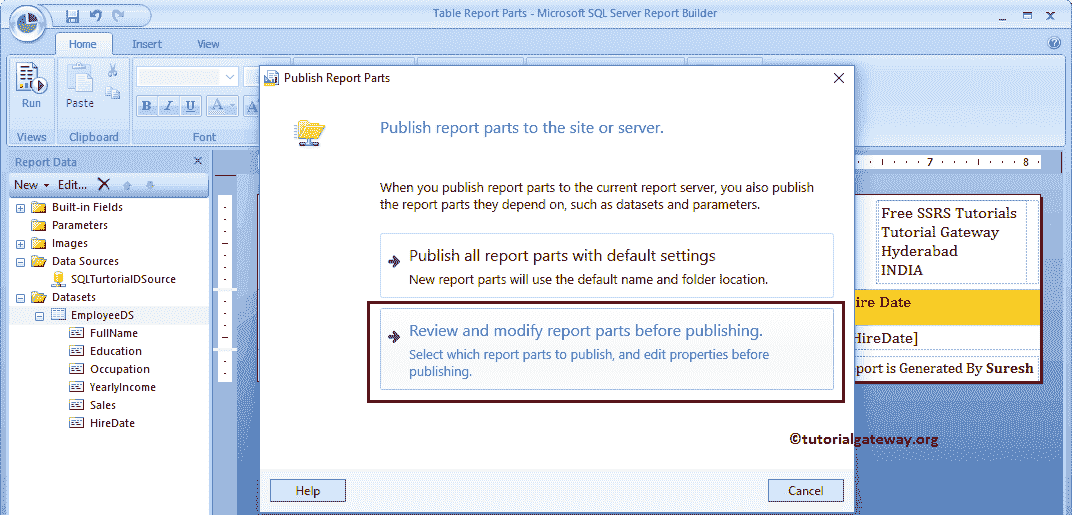 Table Report Parts - Microsoft SQL Server Report Builder
Home Insert View
Run
Paste
B I U A A
Views Clipboard Font
Publish Report Parts
Publish report parts to the site or server.
When you publish report parts to the current report server, you also publish
the report parts they depend on, such as datasets and parameters.
Publish all report parts with default settings
New report parts will use the default name and folder location.
Review and modify report parts before publishing.
Select which report parts to publish, and edit properties before
publishing.
Help Cancel
Report Data
New Edit...
Built-in Fields
Parameters
Images
Data Sources
SQLTurtorialDSource
Datasets
EmployeeDS
FullName
Education
Occupation
YearlyIncome
Sales
HireDate
7 8
Free SSRS Tutorials
Tutorial Gateway
Hyderabad
INDIA
ire Date
HireDate]
port is Generated By Suresh
©tutorialgateway.org